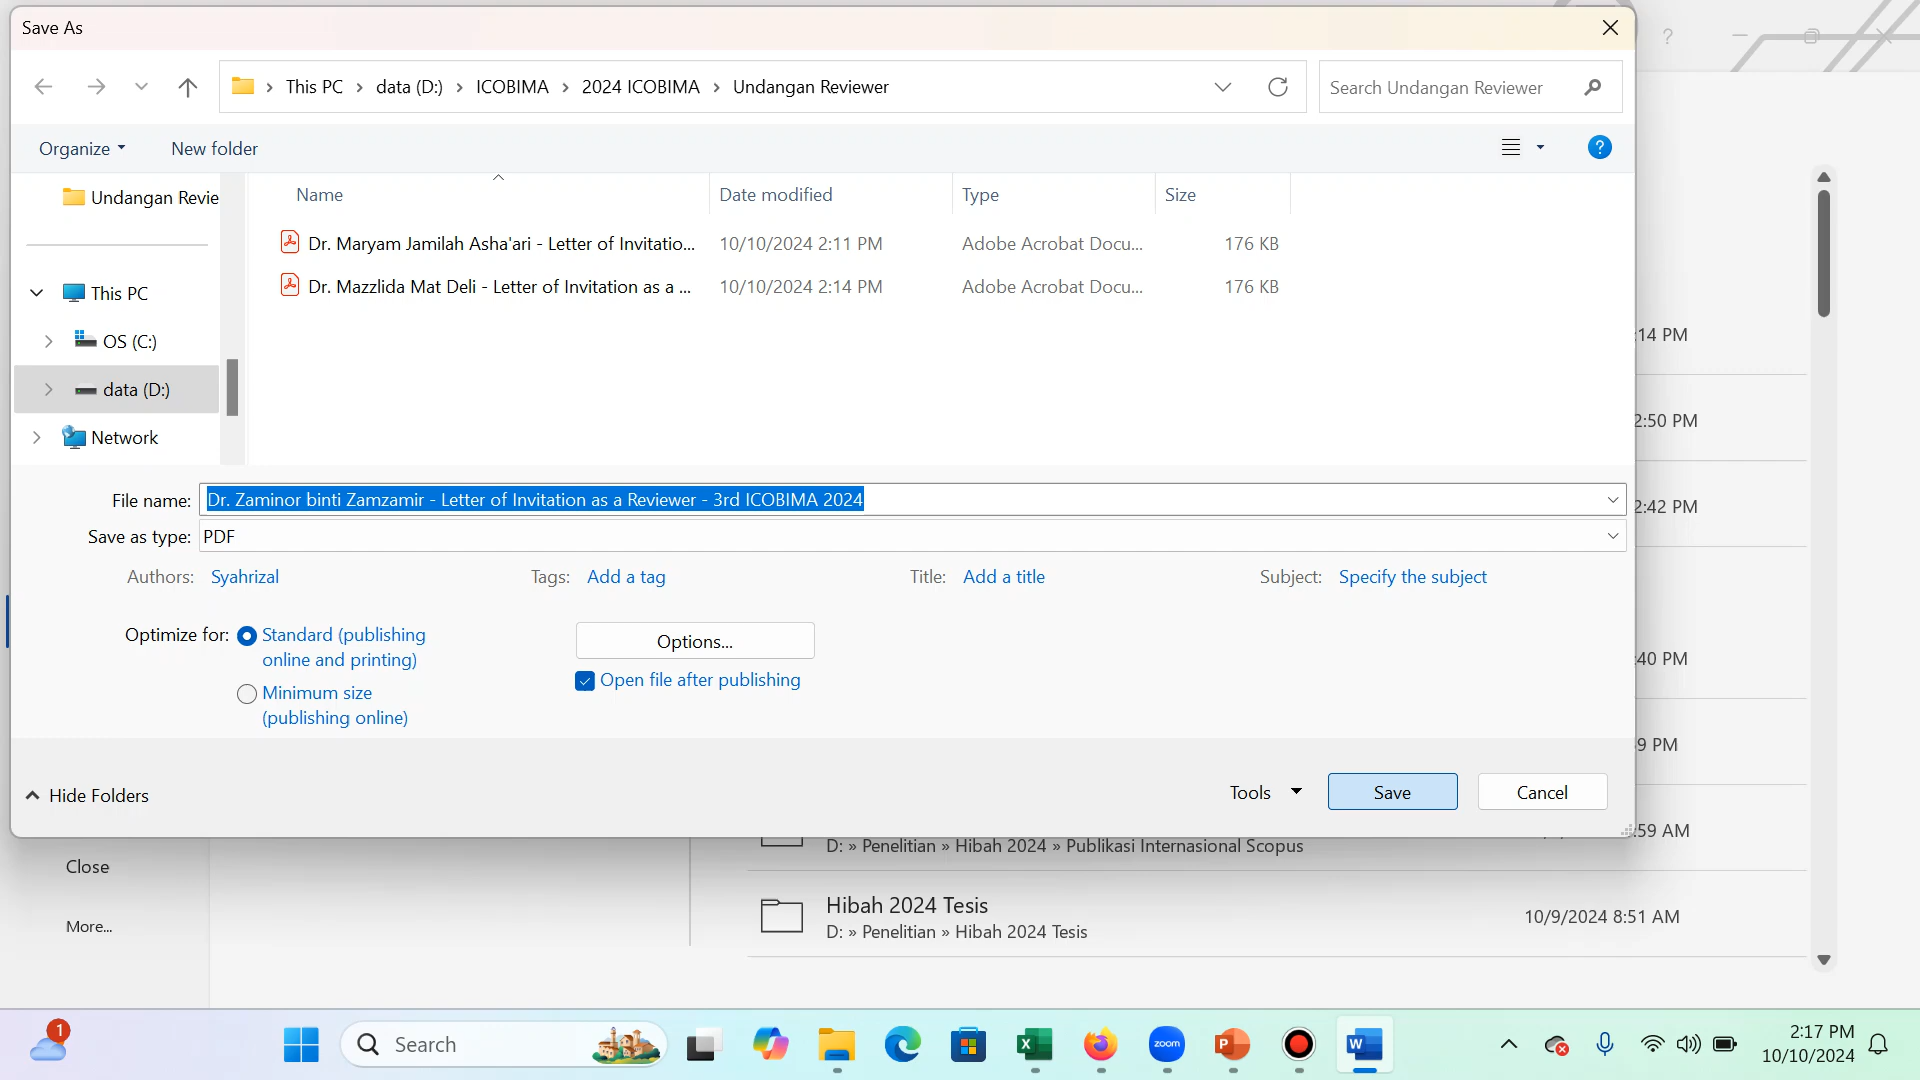 Save As
This PC
data (D:)
ICOBIMA
2024 ICOBIMA
Undangan Reviewer
Search Undangan Reviewer
Organize
New folder
?
Undangan Revie
This PC
OS (C:)
data (D:)
Network
Name
Date modified
Type
Size
Dr. Maryam Jamilah Asha'ari - Letter of Invitatio... 10/10/2024 2:11 PM Adobe Acrobat Docu... 176 KB
Dr. Mazzlida Mat Deli - Letter of Invitation as a ... 10/10/2024 2:14 PM Adobe Acrobat Docu... 176 KB
File name: Dr. Zaminor binti Zamzamir - Letter of Invitation as a Reviewer - 3rd ICOBIMA 2024
Save as type: PDF
Authors: Syahrizal
Tags: Add a tag
Title: Add a title
Subject: Specify the subject
Optimize for: Standard (publishing
online and printing)
Minimum size
(publishing online)
Options...
Open file after publishing
Hide Folders
Tools
Save
Cancel
?
:14 PM
2:50 PM
2:42 PM
:40 PM
9 PM
:59 AM
Close
More...
D: » Penelitian » Hibah 2024 » Publikasi Internasional Scopus
Hibah 2024 Tesis
D: » Penelitian » Hibah 2024 Tesis
10/9/2024 8:51 AM
1
Search
zoom
P
W
2:17 PM
10/10/2024